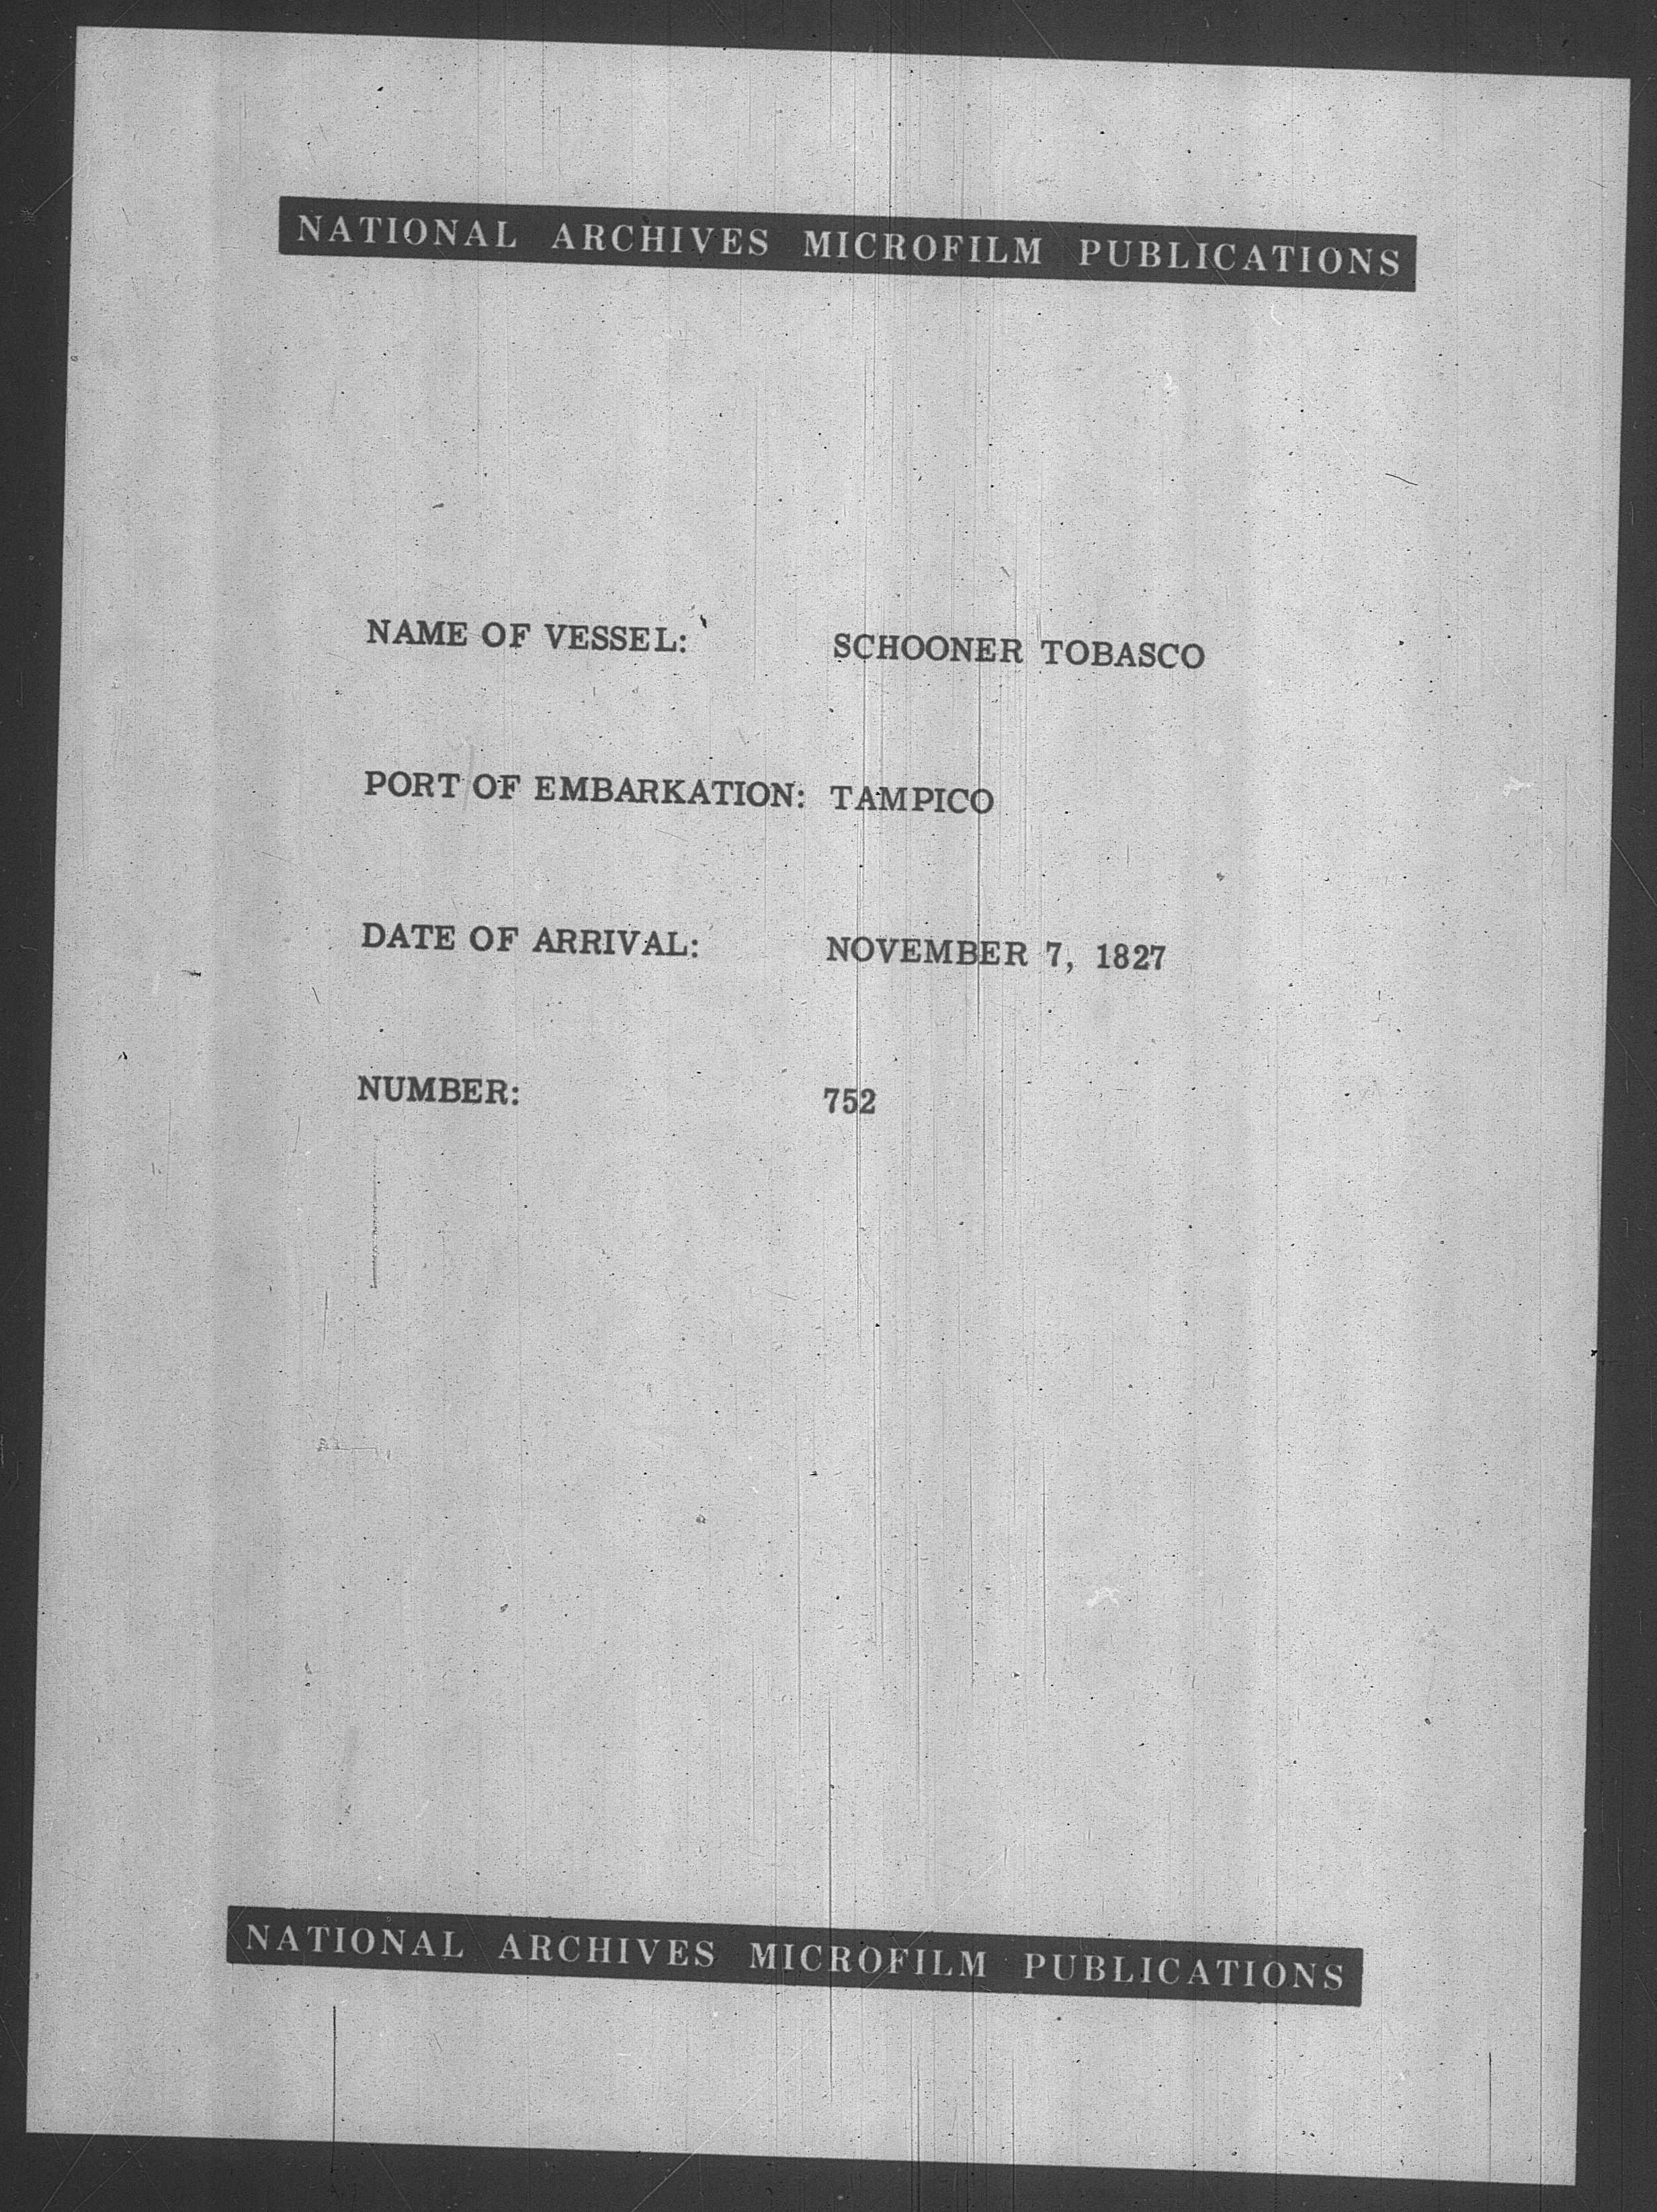 NATIONAL ARCHIVES MICROFILM PUBLICATIONS
NAME OF VESSEL: SCHOONER TOBASCO
PORT OF EMBARKATION: TAMPICO
DATE OF ARRIVAL: NOVEMBER 7, 1827
NUMBER: 752
NATIONAL ARCHIVES MICROFILM PUBLICATIONS